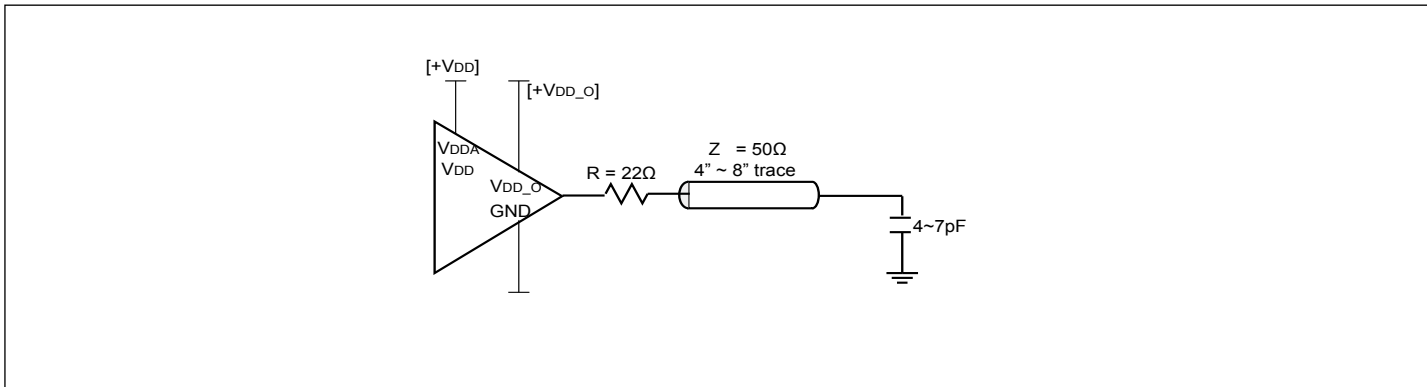 [+VDD]
[+VDD_O]
VDDA
VDD
VDD_O
GND
R = 22Ω
Z = 50Ω
4” ~ 8” trace
4~7pF